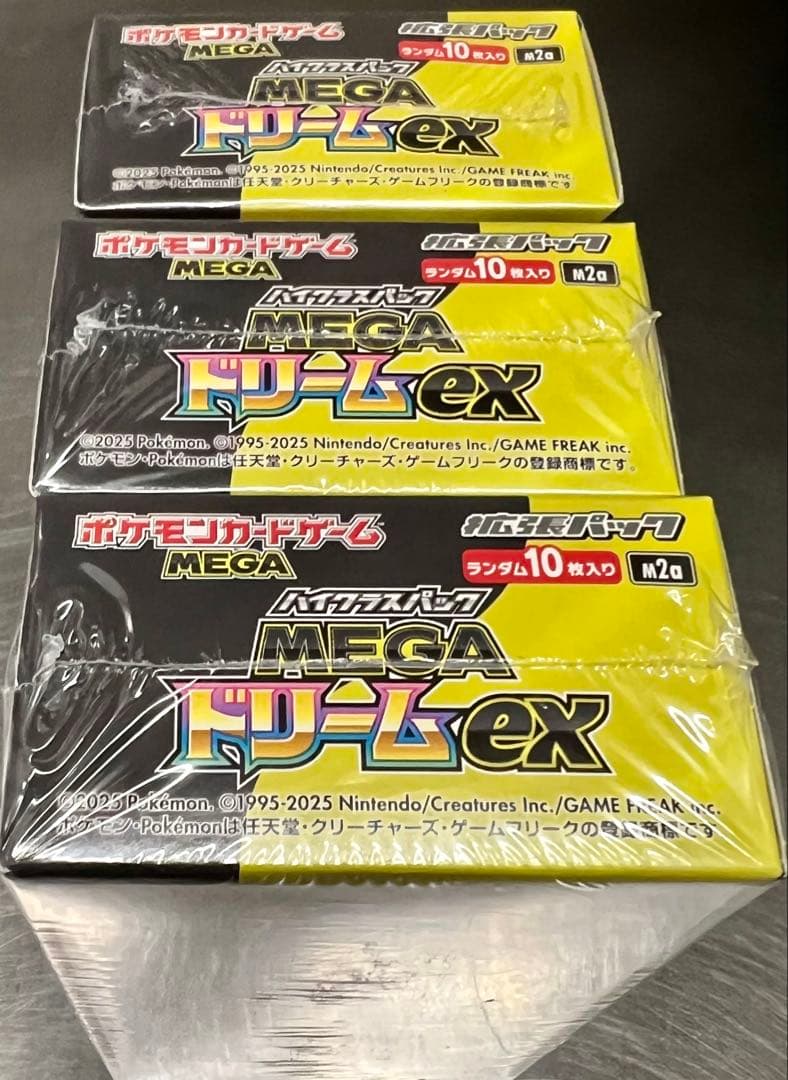 ポケモンカードゲーム
MEGA
拡張パック
ランダム10枚入り M2a
ハイクラスパック
MEGA
ドリームex
©2025 Pokémon. ©1995-2025 Nintendo/Creatures Inc./GAME FREAK inc.
ポケモン・Pokémonは任天堂・クリーチャーズ・ゲームフリークの登録商標です。
ポケモンカードゲーム
MEGA
拡張パック
ランダム10枚入り M2a
ハイクラスパック
MEGA
ドリームex
©2025 Pokémon. ©1995-2025 Nintendo/Creatures Inc./GAME FREAK inc.
ポケモン・Pokémonは任天堂・クリーチャーズ・ゲームフリークの登録商標です。
ポケモンカードゲーム
MEGA
拡張パック
ランダム10枚入り M2a
ハイクラスパック
MEGA
ドリームex
©2025 Pokémon. ©1995-2025 Nintendo/Creatures Inc./GAME FREAK inc.
ポケモン・Pokémonは任天堂・クリーチャーズ・ゲームフリークの登録商標です